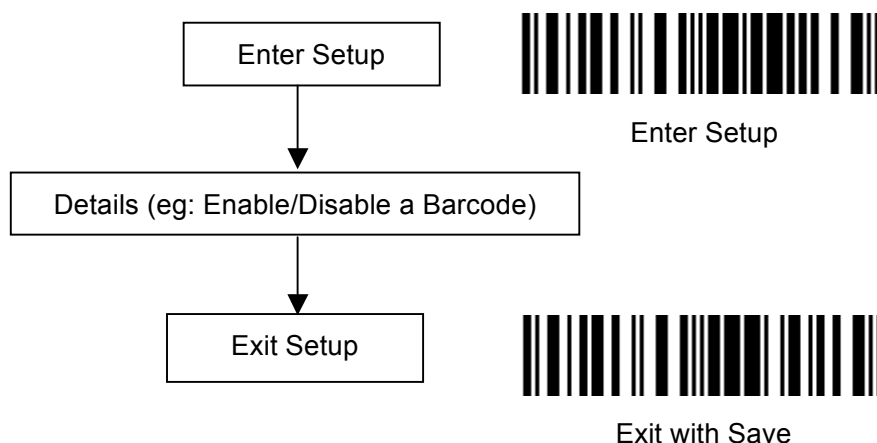 Enter Setup
Enter Setup
Details (eg: Enable/Disable a Barcode)
Exit Setup
Exit with Save